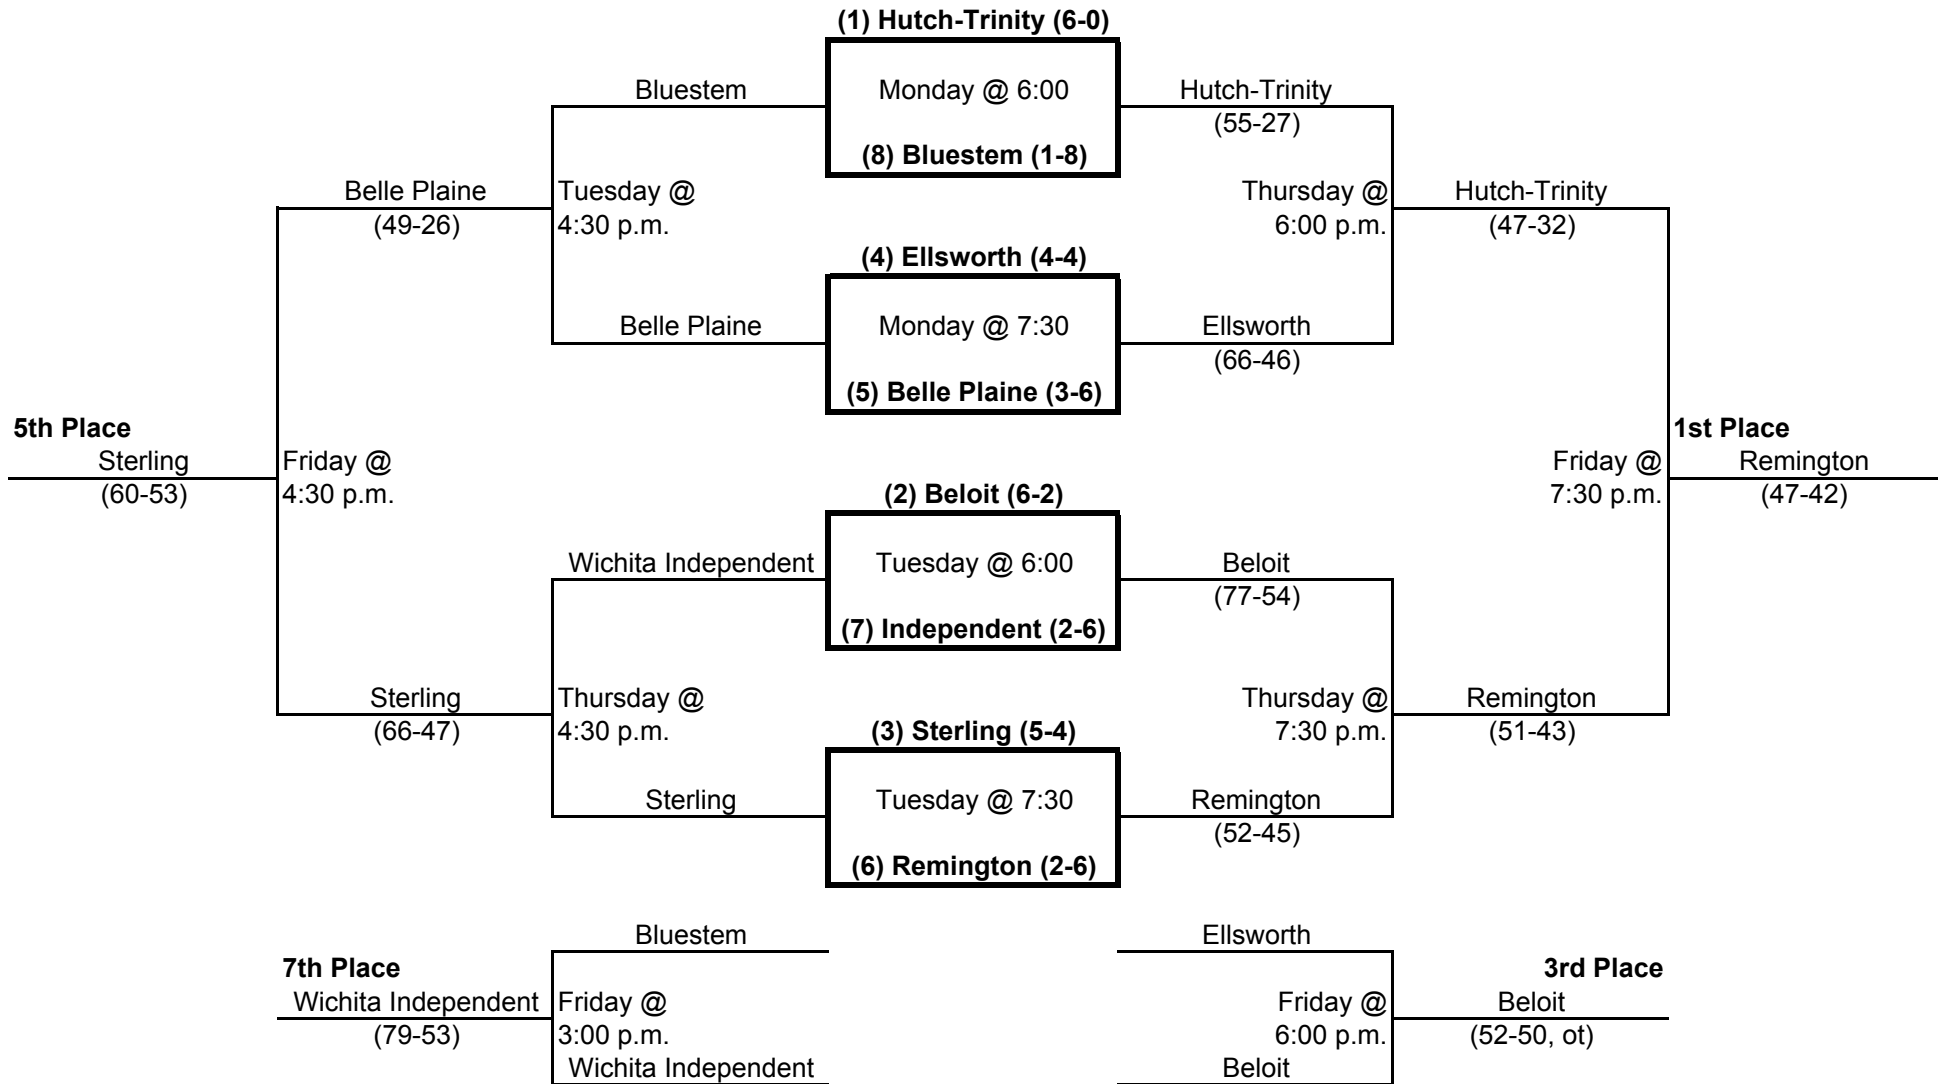 (1) Hutch-Trinity (6-0)
Bluestem
Monday @ 6:00
Hutch-Trinity
(55-27)
(8) Bluestem (1-8)
Belle Plaine
(49-26)
Tuesday @
4:30 p.m.
Thursday @
6:00 p.m.
Hutch-Trinity
(47-32)
(4) Ellsworth (4-4)
Belle Plaine
Monday @ 7:30
Ellsworth
(66-46)
(5) Belle Plaine (3-6)
5th Place
Sterling
(60-53)
Friday @
4:30 p.m.
1st Place
Friday @
7:30 p.m.
Remington
(47-42)
(2) Beloit (6-2)
Wichita Independent
Tuesday @ 6:00
Beloit
(77-54)
(7) Independent (2-6)
Sterling
(66-47)
Thursday @
4:30 p.m.
Thursday @
7:30 p.m.
Remington
(51-43)
(3) Sterling (5-4)
Sterling
Tuesday @ 7:30
Remington
(52-45)
(6) Remington (2-6)
Bluestem
Ellsworth
7th Place
Wichita Independent
(79-53)
Friday @
3:00 p.m.
Wichita Independent
3rd Place
Friday @
6:00 p.m.
Beloit
(52-50, ot)
Beloit